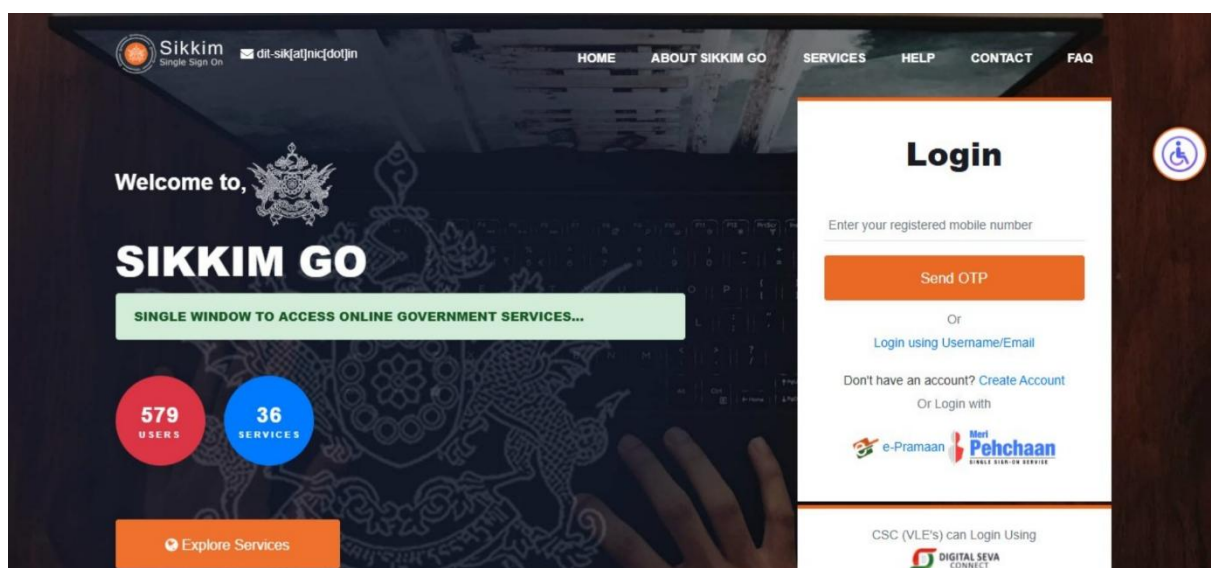 Sikkim
Single Sign On
dit-sik[at]nic[dot]in
HOME ABOUT SIKKIM GO SERVICES HELP CONTACT FAQ
Welcome to,
SIKKIM GO
SINGLE WINDOW TO ACCESS ONLINE GOVERNMENT SERVICES...
579
USERS
36
SERVICES
Explore Services
Login
Enter your registered mobile number
Send OTP
Or
Login using Username/Email
Don't have an account? Create Account
Or Login with
e-Pramaan
Meri
Pehchaan
SINGLE SIGN-ON SERVICE
CSC (VLE's) can Login Using
DIGITAL SEVA
CONNECT